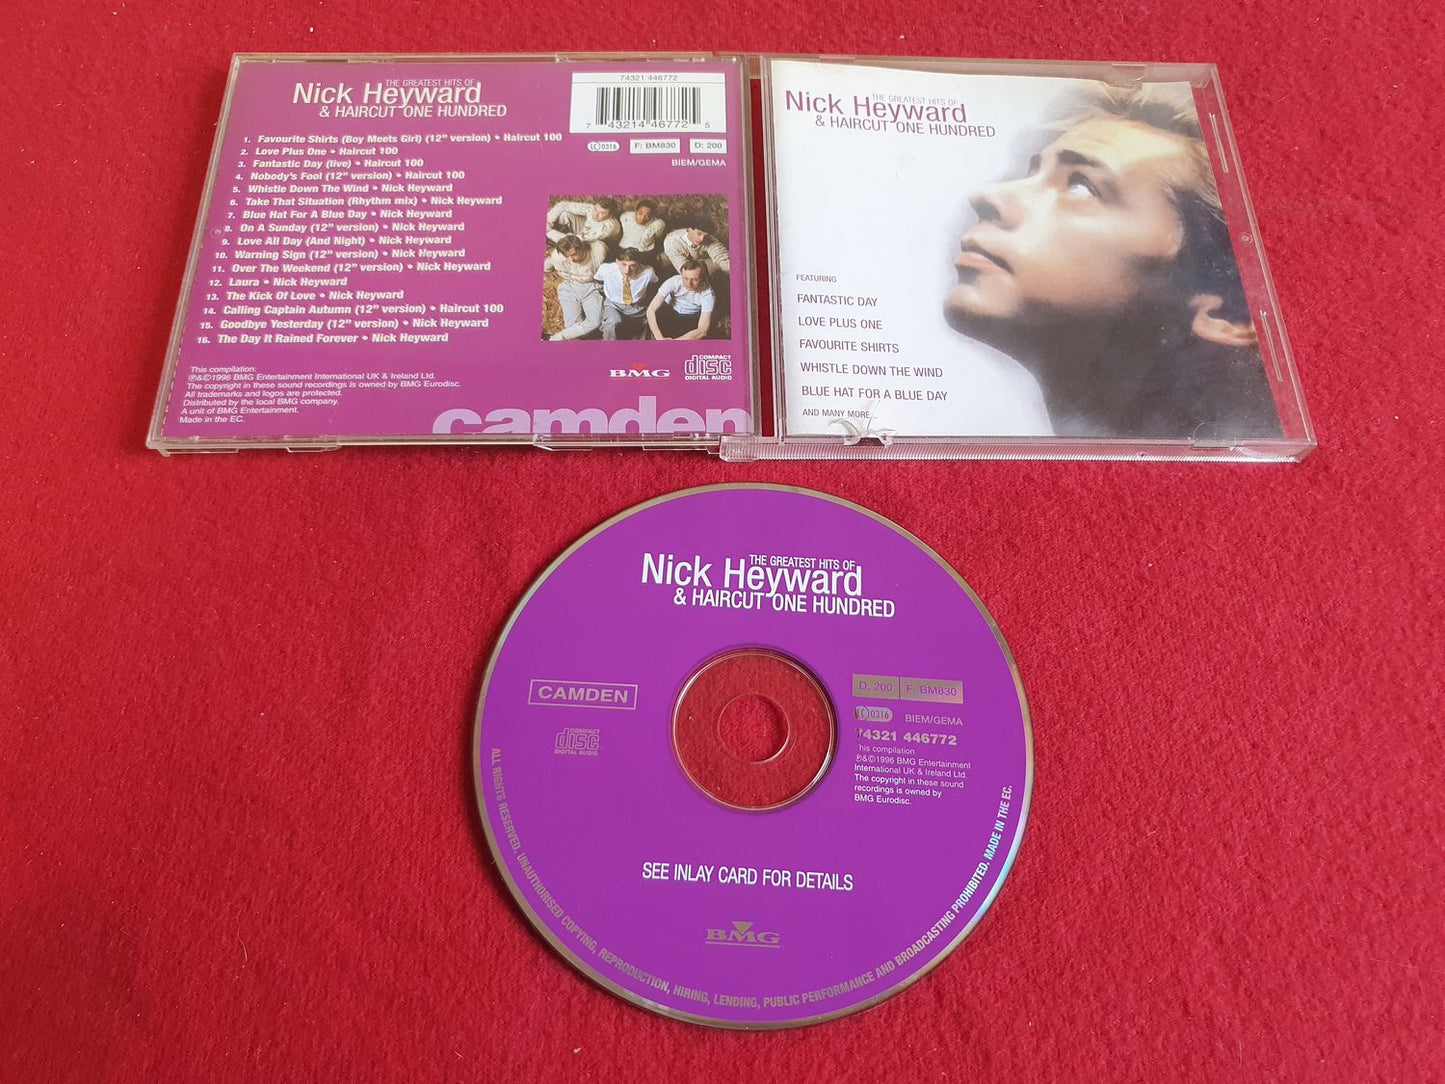 THE GREATEST HITS OF
Nick Heyward
& HAIRCUT ONE HUNDRED
74321 446772
7 43214 46772 5
LC 0316
F: BM830
D: 200
BIEM/GEMA
1. Favourite Shirts (Boy Meets Girl) (12" version) • Haircut 100
2. Love Plus One • Haircut 100
3. Fantastic Day (live) • Haircut 100
4. Nobody's Fool (12" version) • Haircut 100
5. Whistle Down The Wind • Nick Heyward
6. Take That Situation (Rhythm mix) • Nick Heyward
7. Blue Hat For A Blue Day • Nick Heyward
8. On A Sunday (12" version) • Nick Heyward
9. Love All Day (And Night) • Nick Heyward
10. Warning Sign (12" version) • Nick Heyward
11. Over The Weekend (12" version) • Nick Heyward
12. Laura • Nick Heyward
13. The Kick Of Love • Nick Heyward
14. Calling Captain Autumn (12" version) • Haircut 100
15. Goodbye Yesterday (12" version) • Nick Heyward
16. The Day It Rained Forever • Nick Heyward
This compilation:
℗&©1996 BMG Entertainment International UK & Ireland Ltd.
The copyright in these sound recordings is owned by BMG Eurodisc.
All trademarks and logos are protected.
Distributed by the local BMG company.
A unit of BMG Entertainment.
Made in the EC.
BMG
COMPACT
disc
DIGITAL AUDIO
camden
THE GREATEST HITS OF
Nick Heyward
& HAIRCUT ONE HUNDRED
FEATURING
FANTASTIC DAY
LOVE PLUS ONE
FAVOURITE SHIRTS
WHISTLE DOWN THE WIND
BLUE HAT FOR A BLUE DAY
AND MANY MORE...
THE GREATEST HITS OF
Nick Heyward
& HAIRCUT ONE HUNDRED
CAMDEN
COMPACT
disc
DIGITAL AUDIO
D: 200
F: BM830
LC 0316
BIEM/GEMA
74321 446772
This compilation
℗&©1996 BMG Entertainment
International UK & Ireland Ltd.
The copyright in these sound
recordings is owned by
BMG Eurodisc.
SEE INLAY CARD FOR DETAILS
BMG
ALL RIGHTS RESERVED. UNAUTHORISED COPYING, REPRODUCTION, HIRING, LENDING, PUBLIC PERFORMANCE AND BROADCASTING PROHIBITED. MADE IN THE EC.